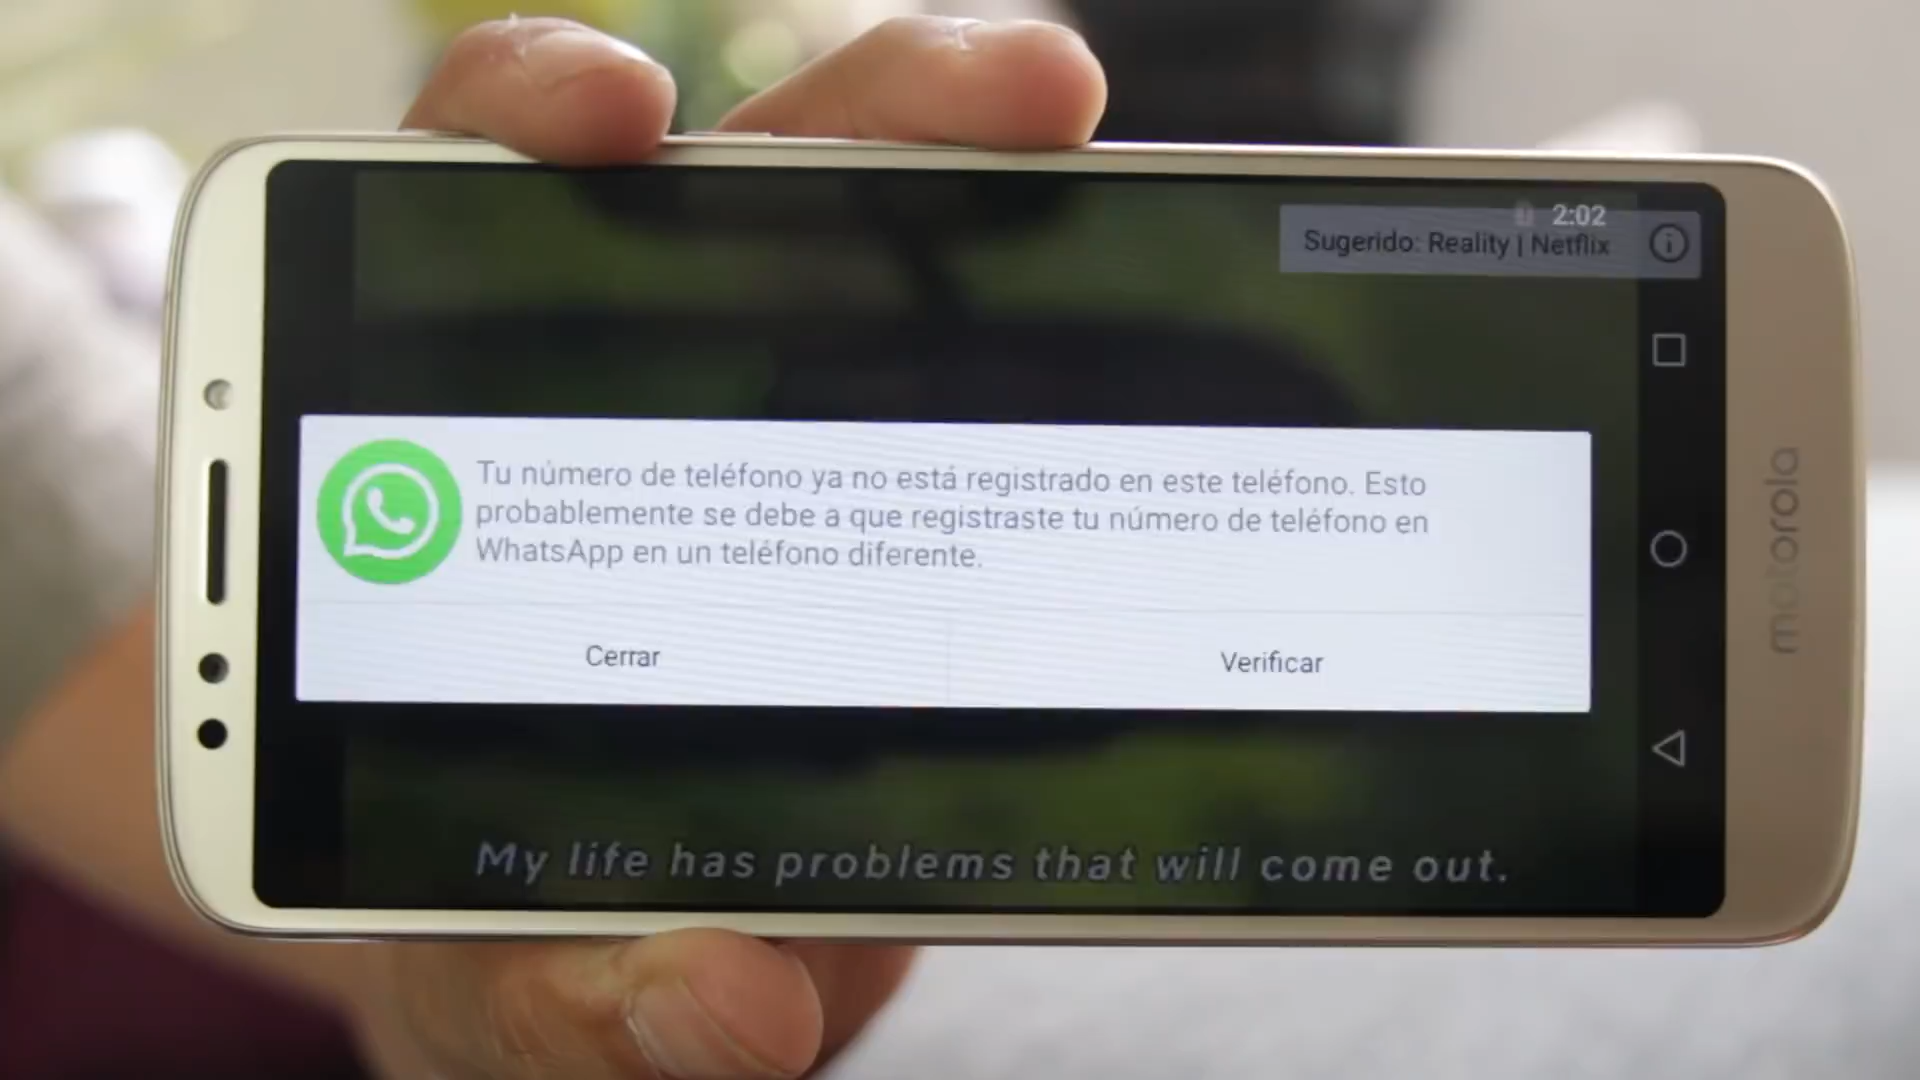 2:02
Sugerido: Reality | Netflix
Tu número de teléfono ya no está registrado en este teléfono. Esto
probablemente se debe a que registraste tu número de teléfono en
WhatsApp en un teléfono diferente.
Cerrar
Verificar
My life has problems that will come out.
motorola